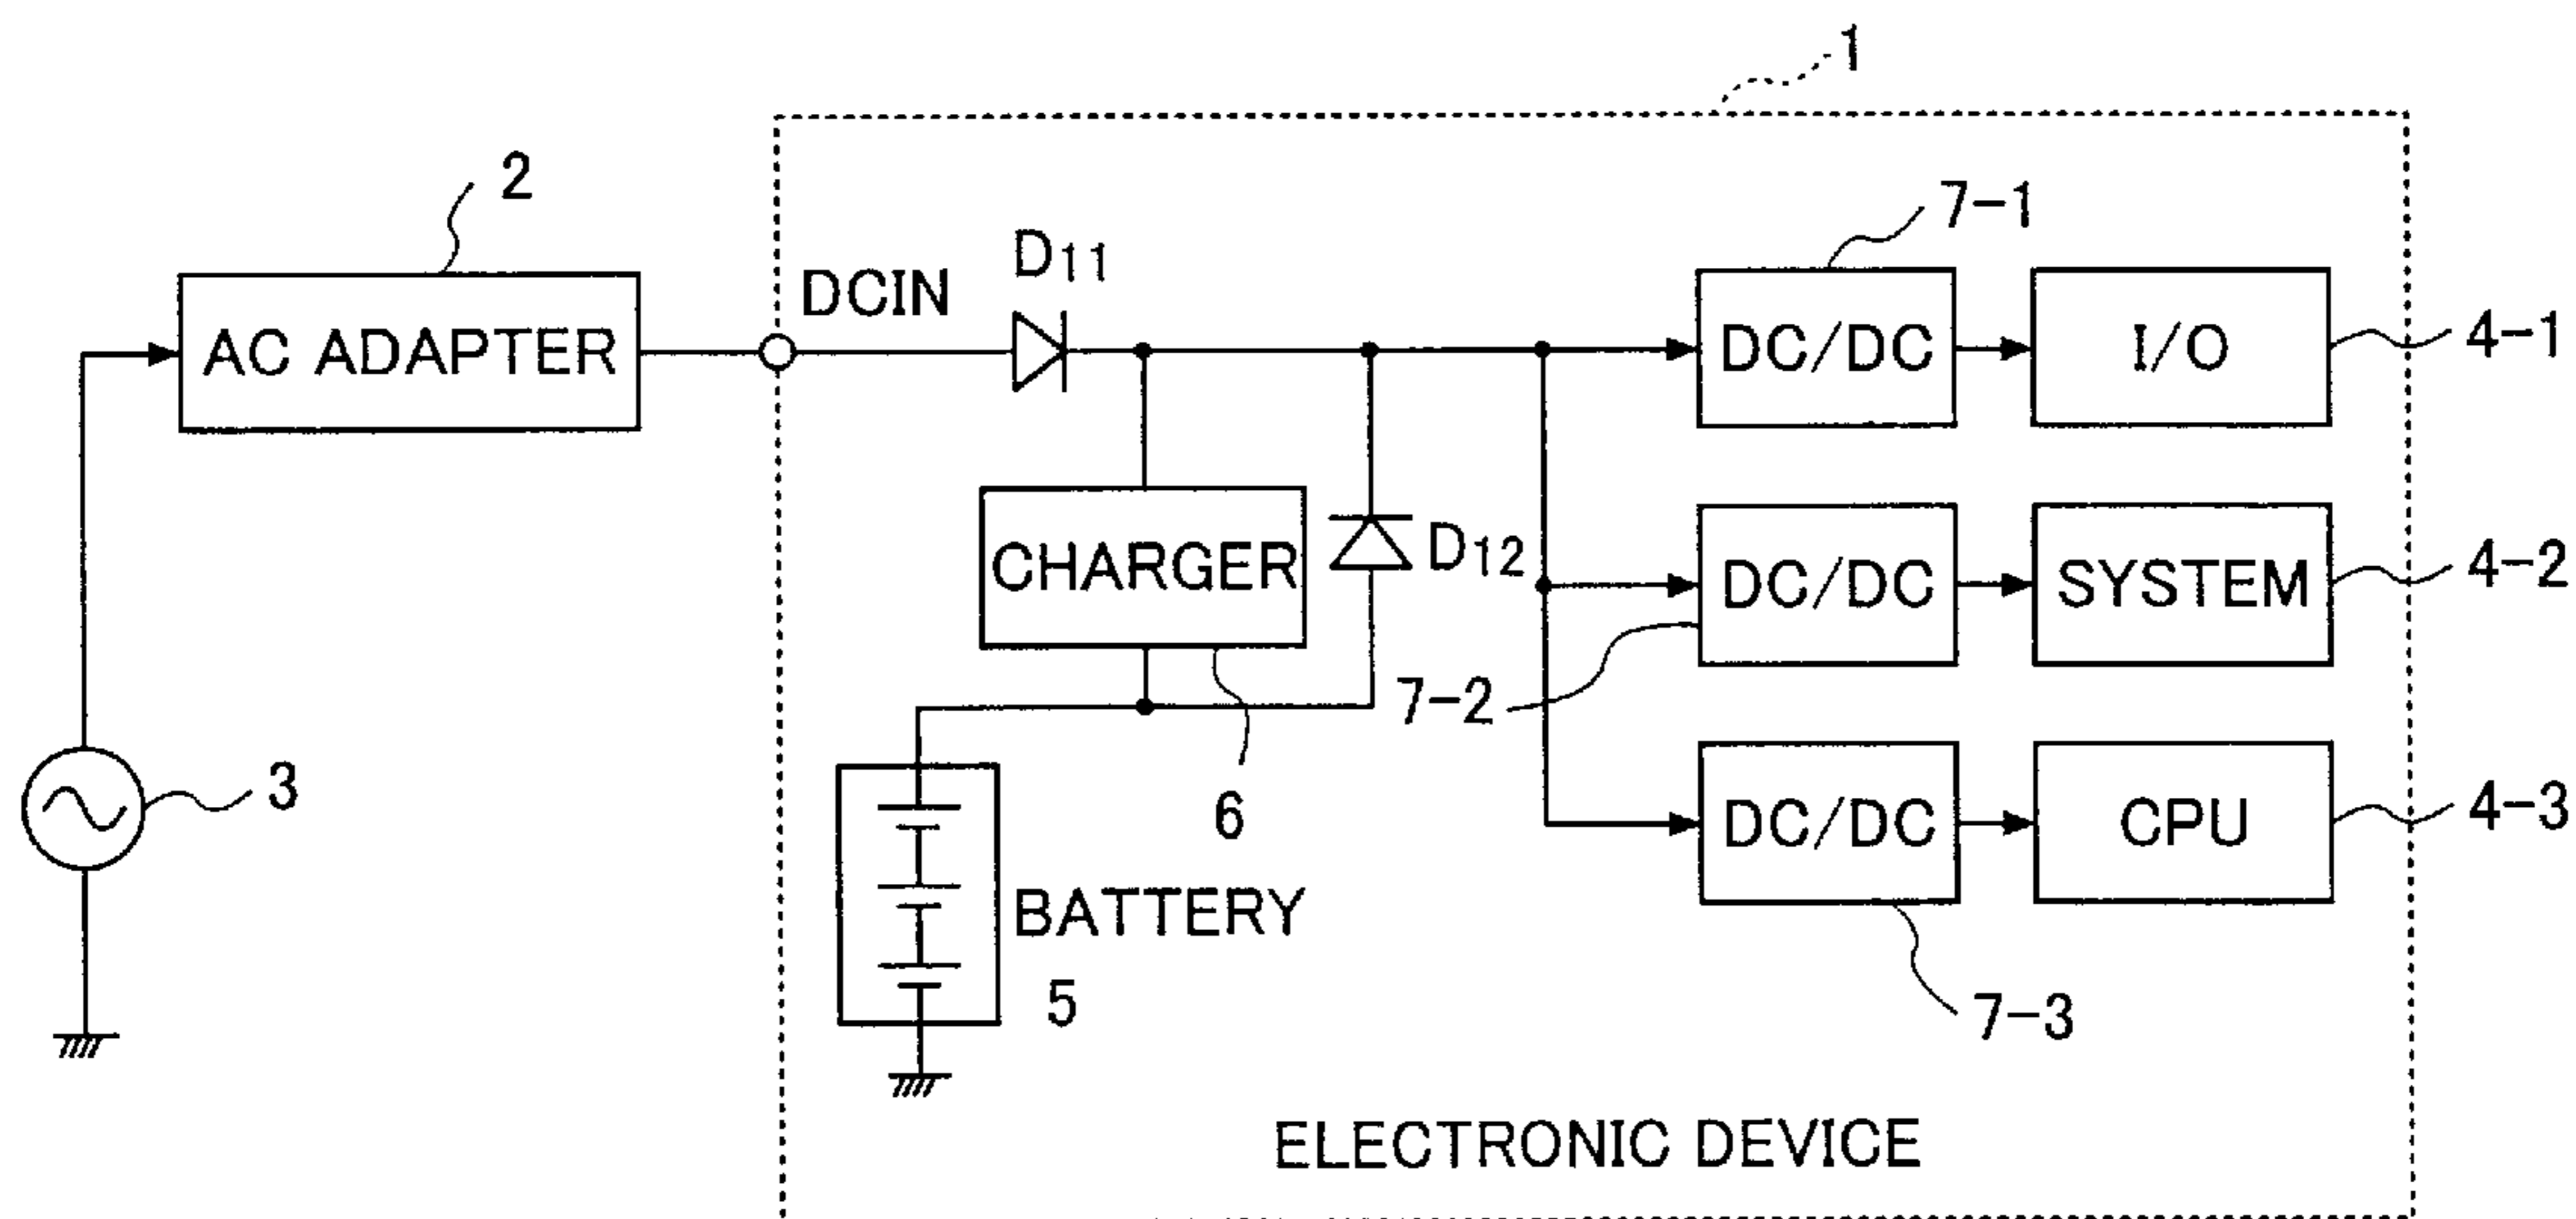 1
2
7-1
D11
DCIN
AC ADAPTER
DC/DC
I/O
4-1
CHARGER
D12
DC/DC
SYSTEM
4-2
7-2
3
6
DC/DC
CPU
4-3
BATTERY
5
7-3
ELECTRONIC DEVICE